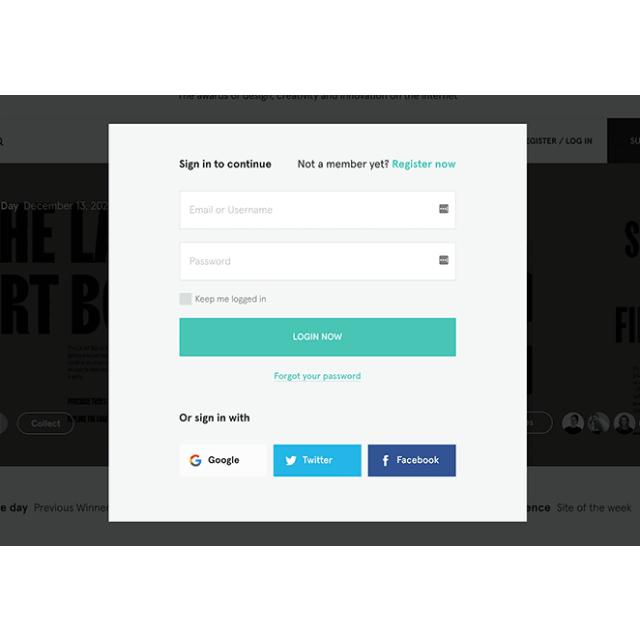 The awards of design, creativity and innovation on the internet
EGISTER / LOG IN
SU
Sign in to continue
Not a member yet? Register now
Day December 13, 202
HE LA
RT BO
S
FI
Email or Username
Password
Keep me logged in
LOGIN NOW
Forgot your password
Collect
Or sign in with
Google
Twitter
Facebook
e day Previous Winner
ence Site of the week